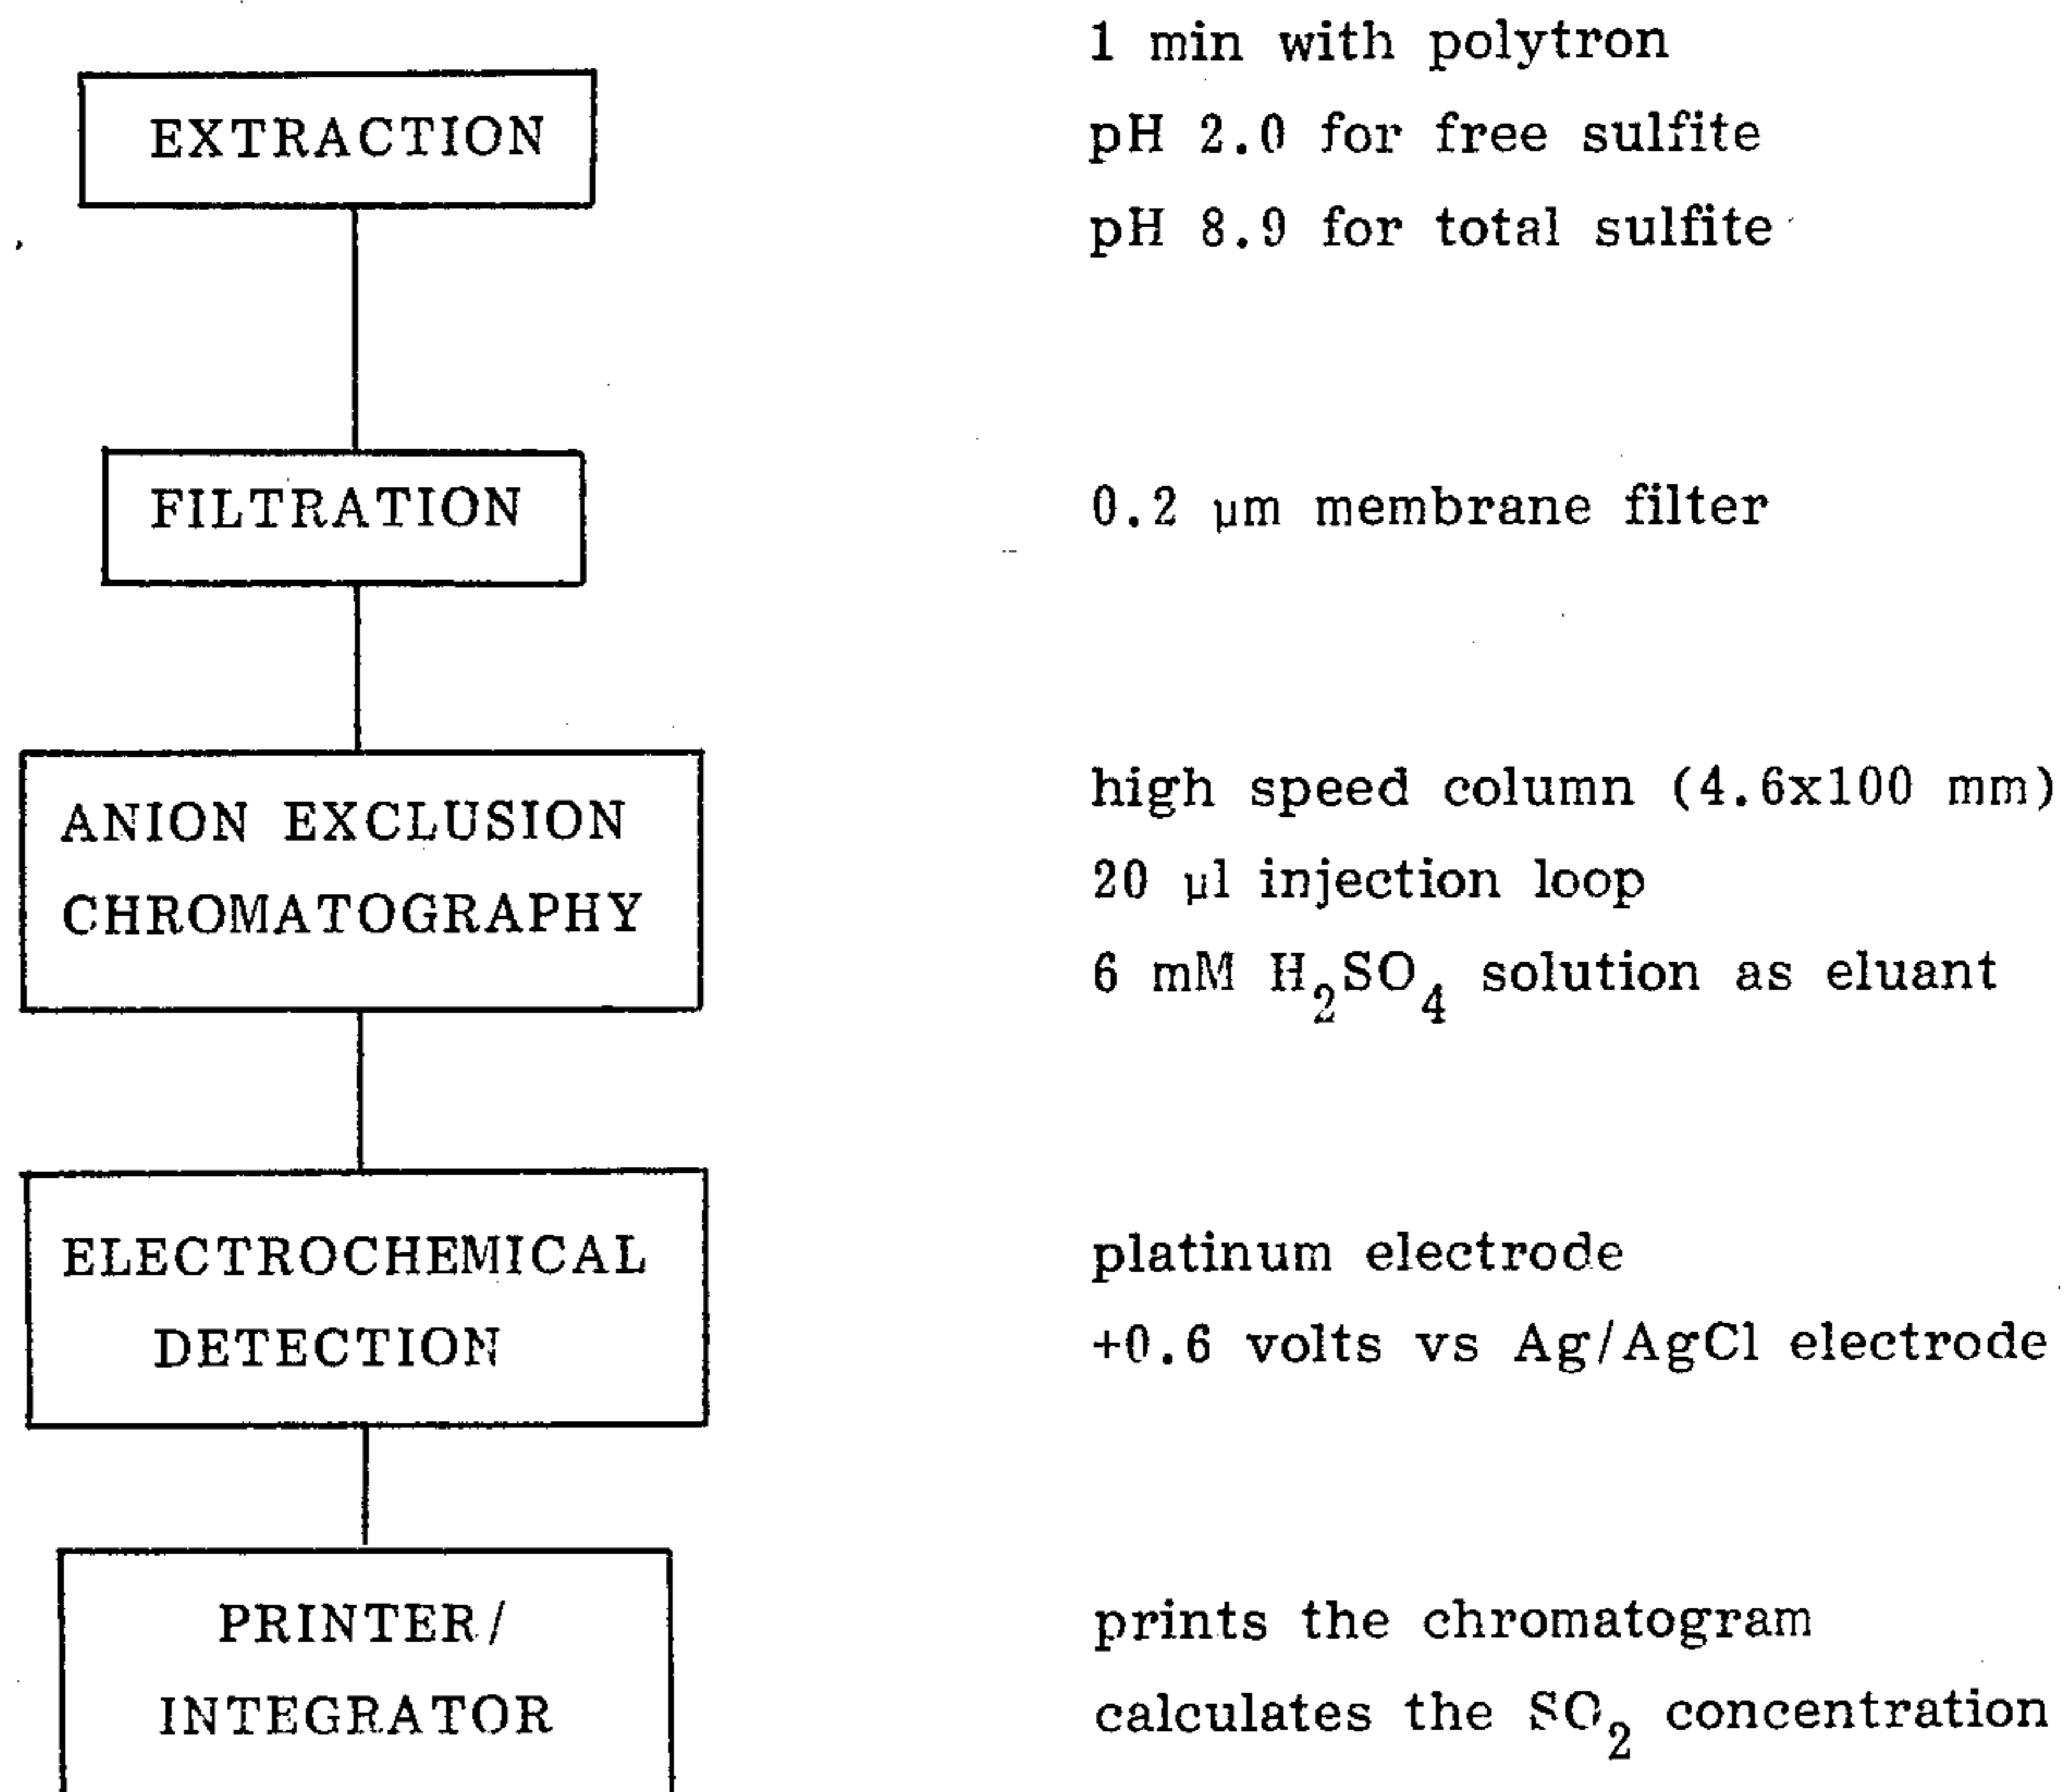 1 min with polytron
EXTRACTION
pH 2.0 for free sulfite
pH 8.9 for total sulfite
FILTRATION
0.2 µm membrane filter
ANION EXCLUSION
CHROMATOGRAPHY
high speed column (4.6x100 mm)
20 µl injection loop
6 mM H2SO4 solution as eluant
ELECTROCHEMICAL
DETECTION
platinum electrode
+0.6 volts vs Ag/AgCl electrode
PRINTER/
INTEGRATOR
prints the chromatogram
calculates the SO2 concentration